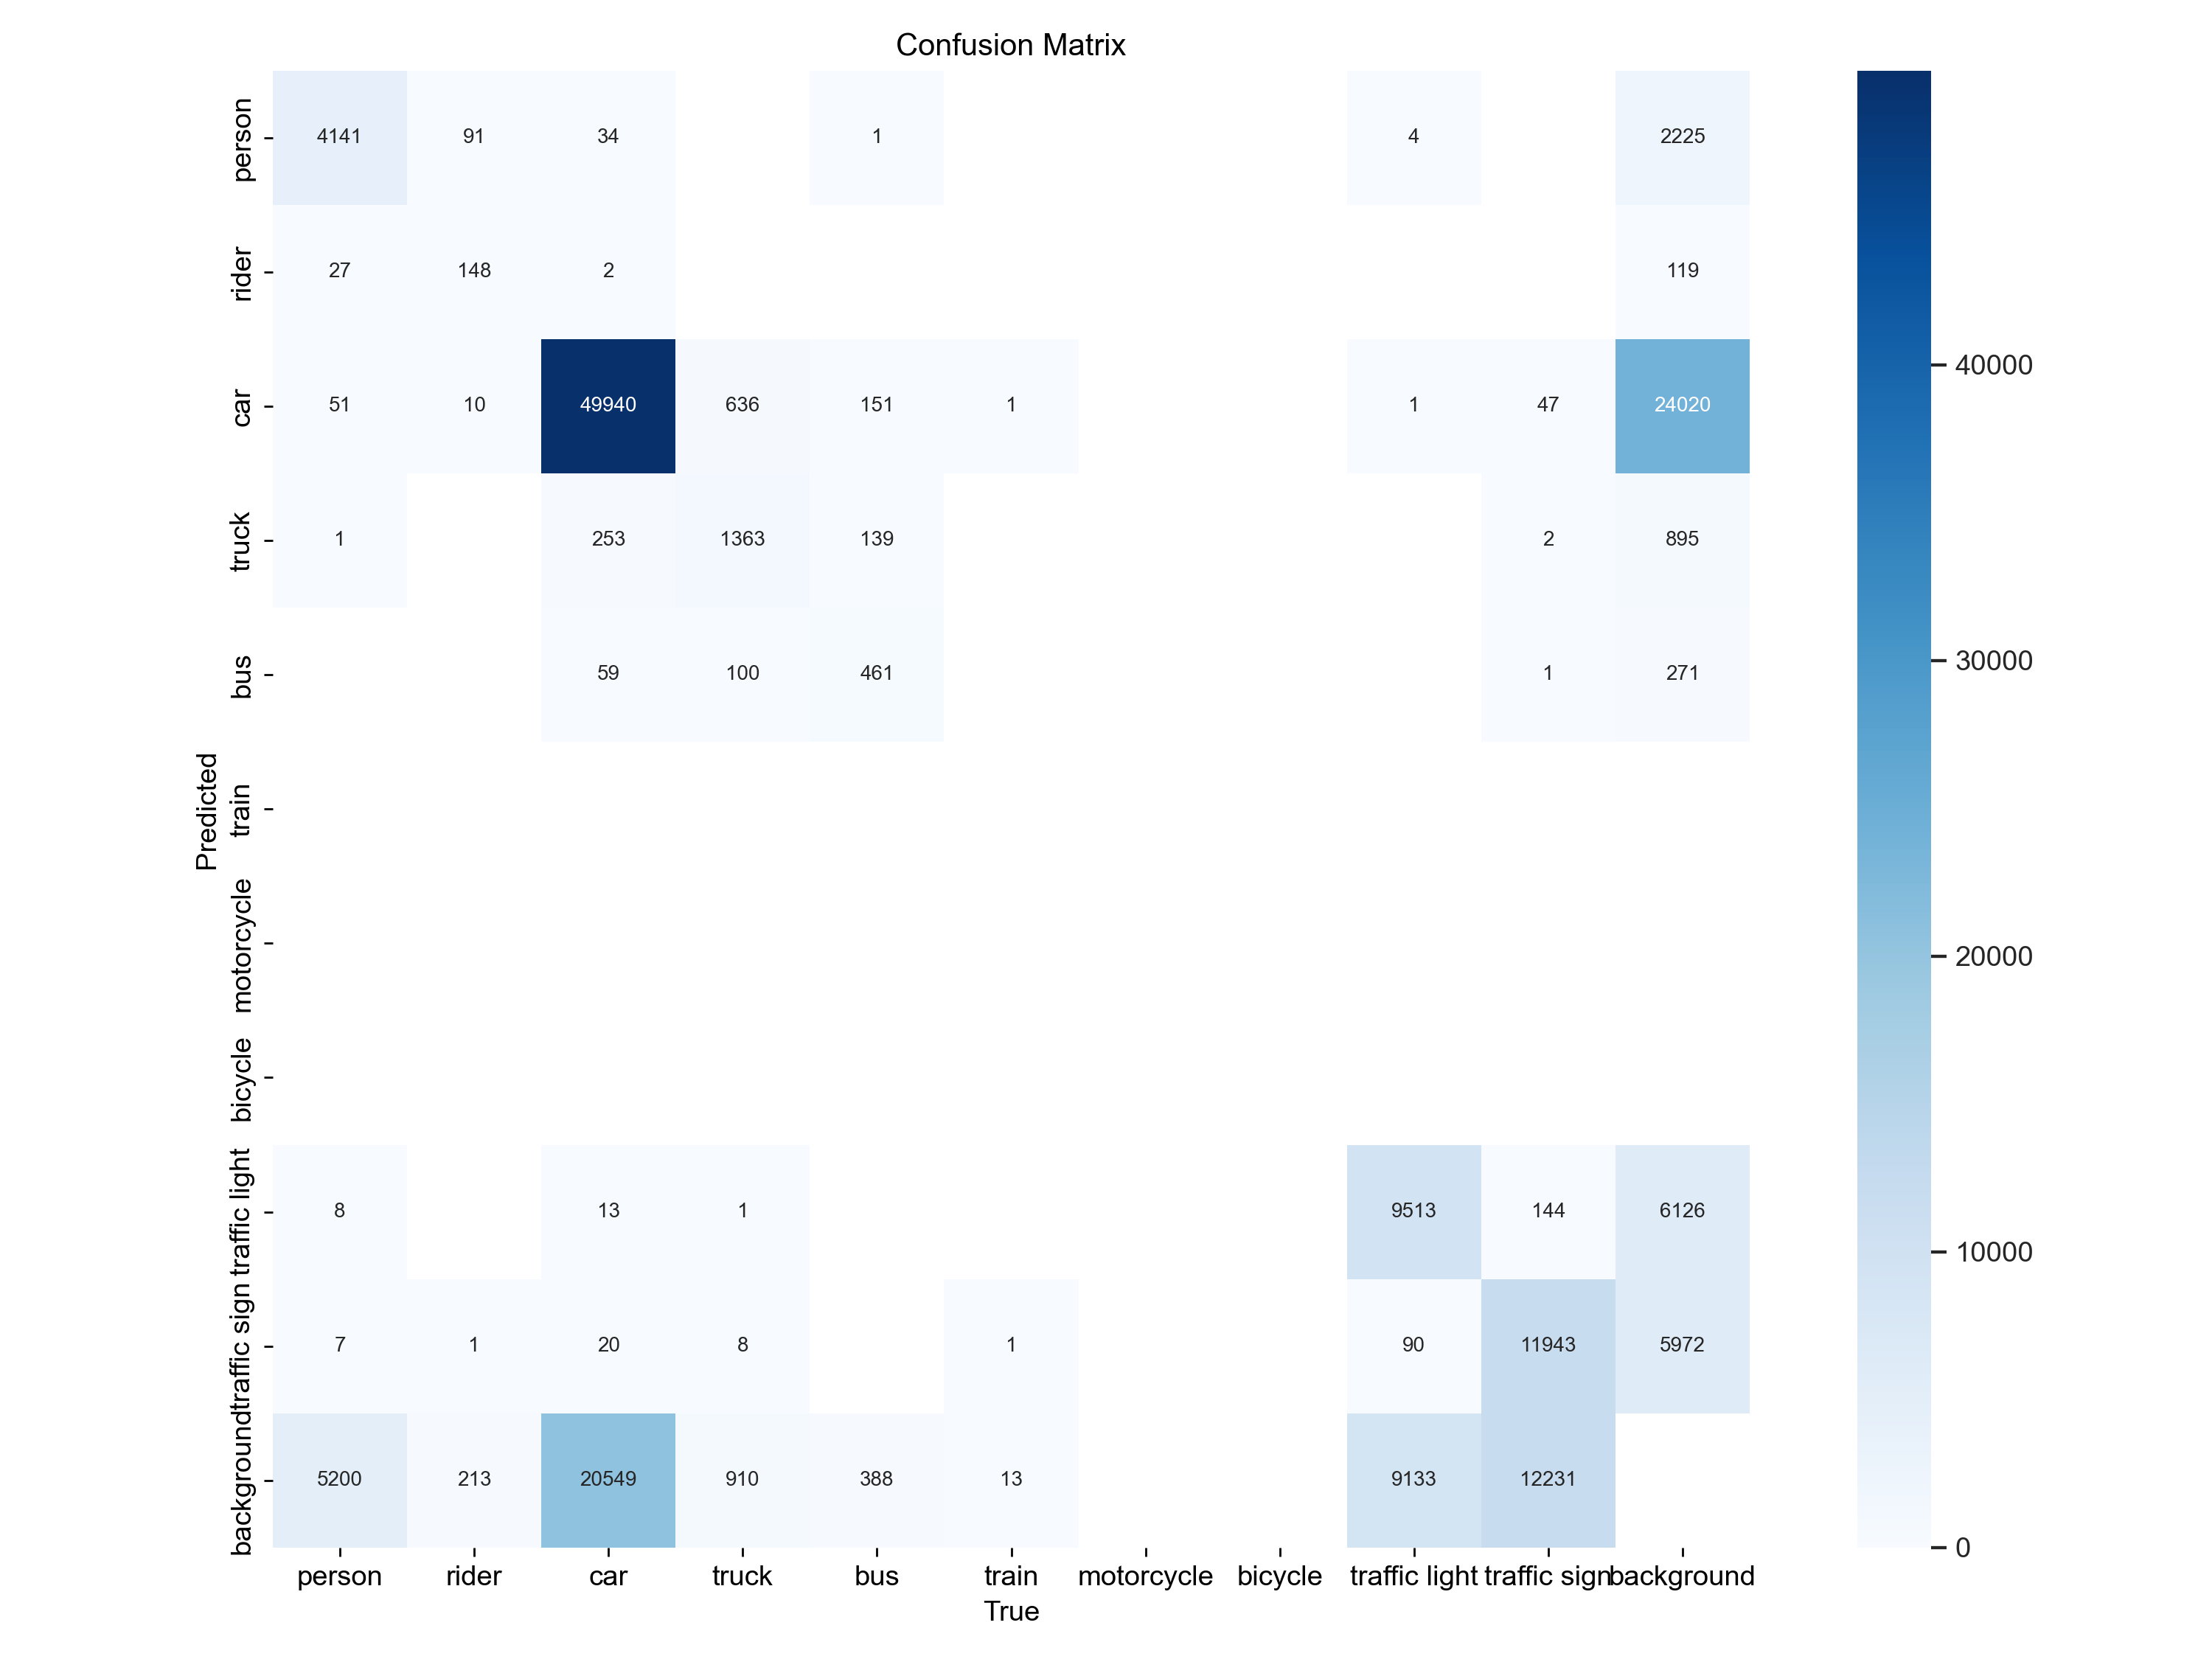 Confusion Matrix
person 4141 91 34 1 4 2225
rider 27 148 2 119
car 51 10 49940 636 151 1 1 47 24020
truck 1 253 1363 139 2 895
bus 59 100 461 1 271
train
motorcycle
bicycle
traffic light 8 13 1 9513 144 6126
traffic sign 7 1 20 8 1 90 11943 5972
background 5200 213 20549 910 388 13 9133 12231
Predicted
person rider car truck bus train motorcycle bicycle traffic light traffic sign background
True
40000
30000
20000
10000
0